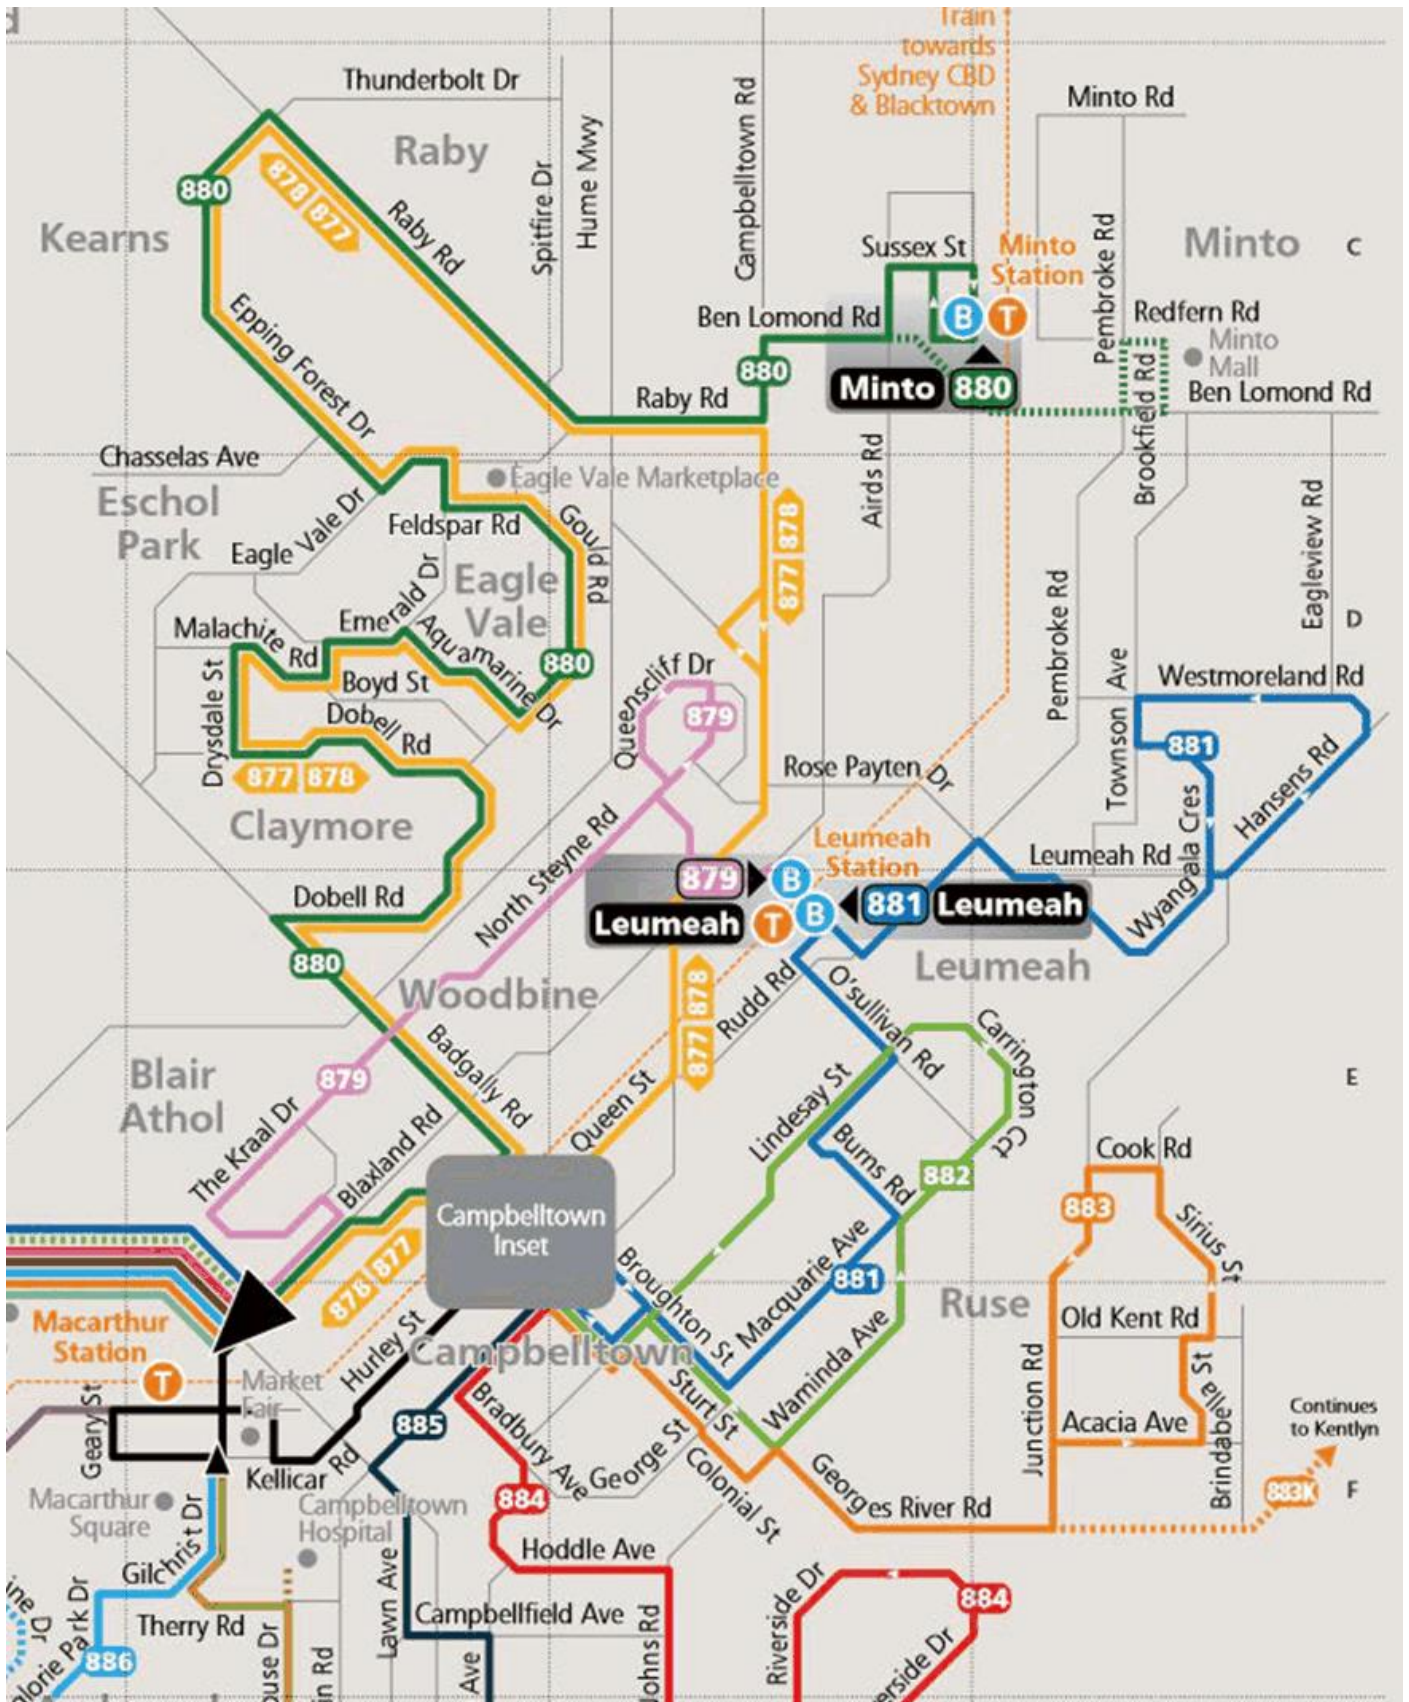 Train
towards
Sydney CBD
& Blacktown
Thunderbolt Dr
Minto Rd
Raby
Campbelltown Rd
Hume Mwy
Spitfire Dr
880
878 877
Kearns
Raby Rd
Sussex St
Minto
Station
Pembroke Rd
Minto
C
Epping Forest Dr
Ben Lomond Rd
B
T
Redfern Rd
Minto
Mall
880
Minto
880
Brookfield Rd
Raby Rd
Ben Lomond Rd
Chasselas Ave
Eagle Vale Marketplace
Airds Rd
Eschol
Park
Feldspar Rd
Gould Rd
877 878
Eagleview Rd
Eagle Vale Dr
Emerald Dr
Eagle
Vale
Pembroke Rd
D
Malachite Rd
Aquamarine Dr
880
Queenscliff Dr
Townson Ave
Westmoreland Rd
Drysdale St
Boyd St
879
Dobell Rd
881
877 878
Rose Payten Dr
Hansens Rd
Claymore
North Steyne Rd
Leumeah
Station
Wyangala Cres
Leumeah Rd
879
B
Dobell Rd
Leumeah
T
B
881
Leumeah
880
Woodbine
877 878
Rudd Rd
O'sullivan Rd
Leumeah
Badgally Rd
Carrington Cct
Blair
Athol
879
Queen St
Lindesay St
E
The Kraal Dr
Blaxland Rd
Burns Rd
Cook Rd
882
883
Campbelltown
Inset
Sirius St
878 877
Broughton St
Macquarie Ave
881
Ruse
Macarthur
Station
T
Hurley St
Campbelltown
Old Kent Rd
Waminda Ave
Market
Fair
Geary St
885
Bradbury Ave
Sturt St
Junction Rd
Brindabella St
Continues
to Kentlyn
Acacia Ave
Kellicar Rd
George St
Colonial St
Georges River Rd
883K
F
Macarthur
Square
Campbelltown
Hospital
884
Gilchrist Dr
Hoddle Ave
Riverside Dr
884
Lawn Ave
Therry Rd
Campbellfield Ave
886
Johns Rd
Ave